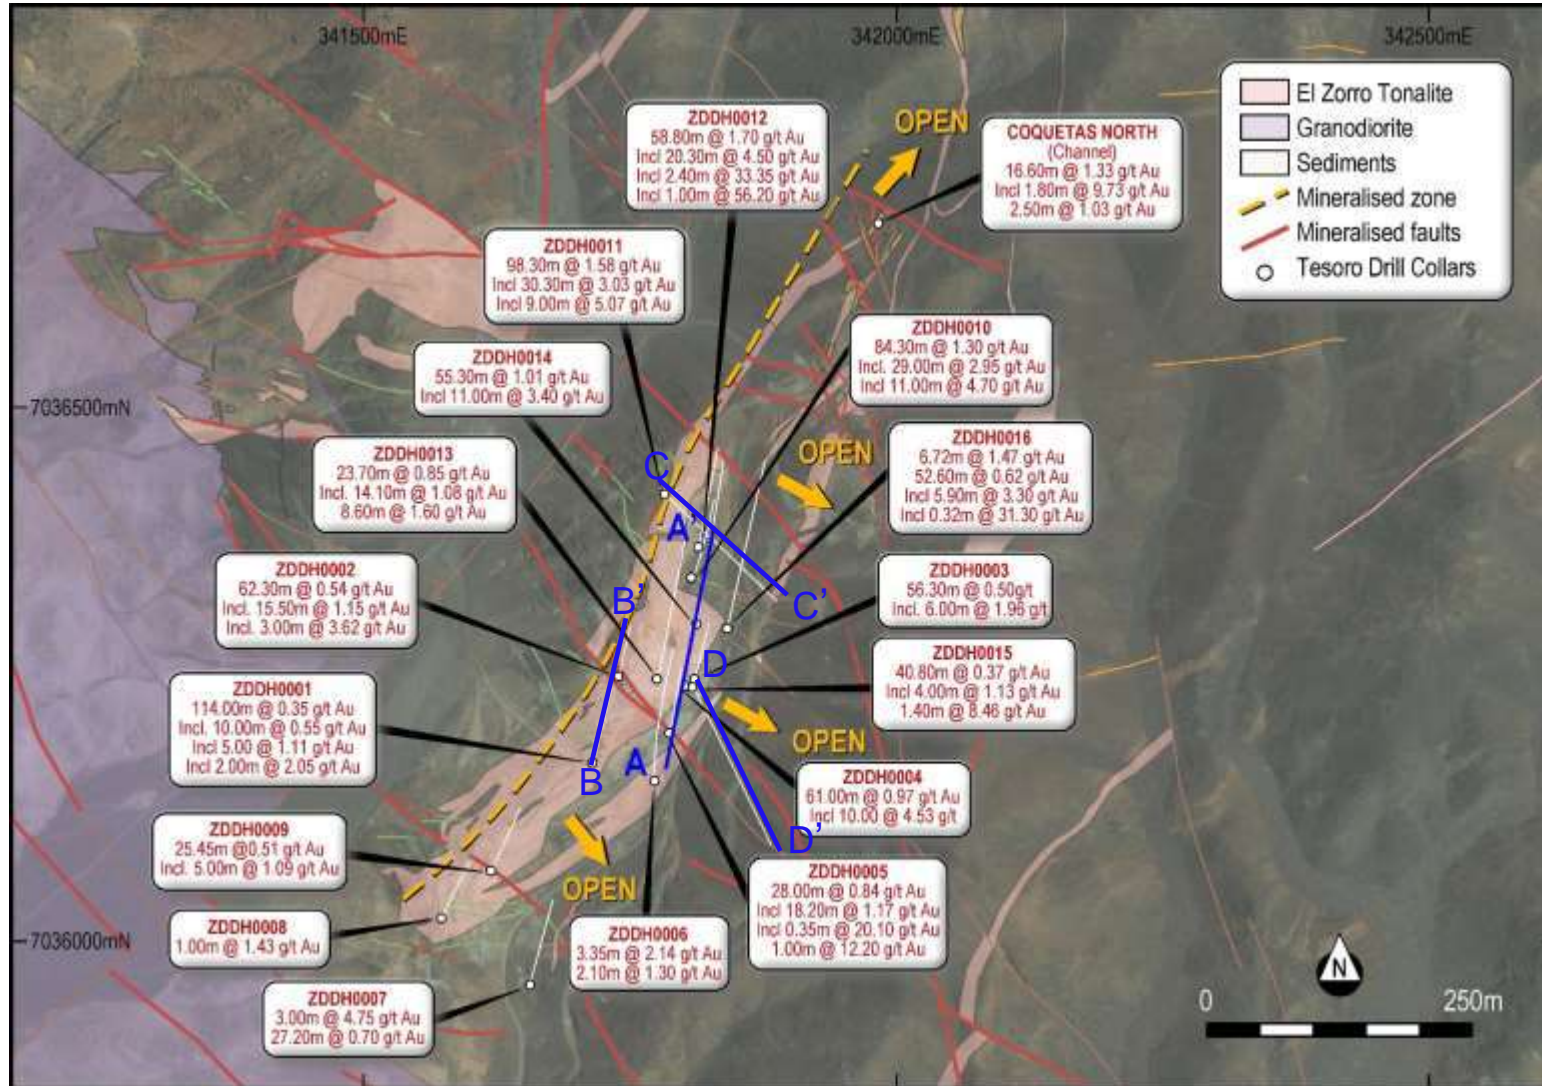 341500mE
342000mE
342500mE
El Zorro Tonalite
Granodiorite
Sediments
Mineralised zone
Mineralised faults
Tesoro Drill Collars
ZDDH0012
58.80m @ 1.70 g/t Au
Incl 20.30m @ 4.50 g/t Au
Incl 2.40m @ 33.35 g/t Au
Incl 1.00m @ 56.20 g/t Au
OPEN
COQUETAS NORTH
(Channel)
16.60m @ 1.33 g/t Au
Incl 1.80m @ 9.73 g/t Au
2.50m @ 1.03 g/t Au
ZDDH0011
98.30m @ 1.58 g/t Au
Incl 30.30m @ 3.03 g/t Au
Incl 9.00m @ 5.07 g/t Au
ZDDH0010
84.30m @ 1.30 g/t Au
Incl. 29.00m @ 2.95 g/t Au
Incl 11.00m @ 4.70 g/t Au
ZDDH0014
55.30m @ 1.01 g/t Au
Incl 11.00m @ 3.40 g/t Au
7036500mN
ZDDH0013
23.70m @ 0.85 g/t Au
Incl. 14.10m @ 1.08 g/t Au
8.60m @ 1.60 g/t Au
OPEN
ZDDH0016
6.72m @ 1.47 g/t Au
52.60m @ 0.62 g/t Au
Incl 5.90m @ 3.30 g/t Au
Incl 0.32m @ 31.30 g/t Au
C
A'
C'
B'
ZDDH0002
62.30m @ 0.54 g/t Au
Incl. 15.50m @ 1.15 g/t Au
Incl. 3.00m @ 3.62 g/t Au
ZDDH0003
56.30m @ 0.50g/t
Incl. 6.00m @ 1.96 g/t
D
ZDDH0015
40.80m @ 0.37 g/t Au
Incl 4.00m @ 1.13 g/t Au
1.40m @ 8.46 g/t Au
ZDDH0001
114.00m @ 0.35 g/t Au
Incl. 10.00m @ 0.55 g/t Au
Incl 5.00 @ 1.11 g/t Au
Incl 2.00m @ 2.05 g/t Au
OPEN
A
B
ZDDH0004
61.00m @ 0.97 g/t Au
Incl 10.00 @ 4.53 g/t
D'
ZDDH0009
25.45m @0.51 g/t Au
Incl. 5.00m @ 1.09 g/t Au
OPEN
ZDDH0005
28.00m @ 0.84 g/t Au
Incl 18.20m @ 1.17 g/t Au
Incl 0.35m @ 20.10 g/t Au
1.00m @ 12.20 g/t Au
ZDDH0008
1.00m @ 1.43 g/t Au
7036000mN
ZDDH0006
3.35m @ 2.14 g/t Au
2.10m @ 1.30 g/t Au
ZDDH0007
3.00m @ 4.75 g/t Au
27.20m @ 0.70 g/t Au
N
0
250m